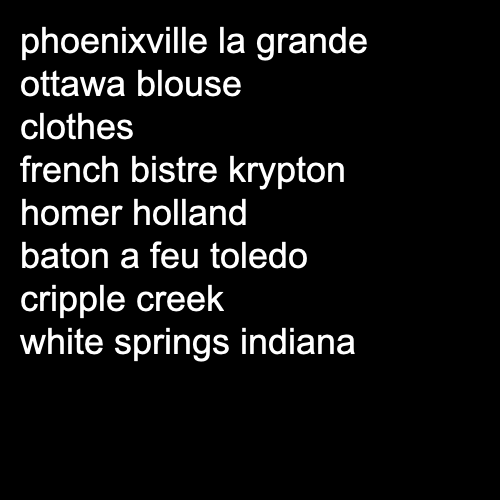 phoenixville la grande
ottawa blouse
clothes
french bistre krypton
homer holland
baton a feu toledo
cripple creek
white springs indiana